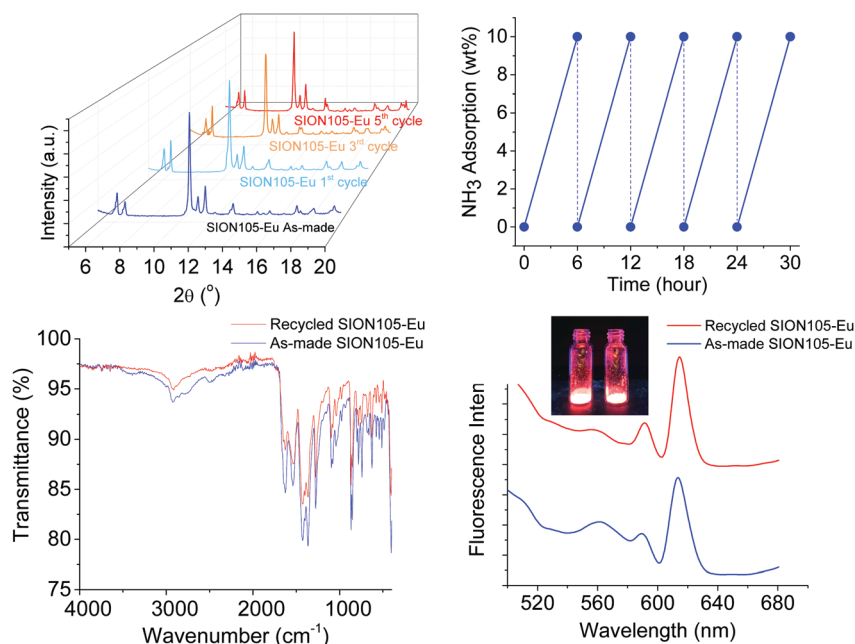 Intensity (a.u.)
SION105-Eu 5th cycle
SION105-Eu 3rd cycle
SION105-Eu 1st cycle
SION105-Eu As-made
6 8 10 12 14 16 18 20
2θ (°)
NH3 Adsorption (wt%)
10
8
6
4
2
0
0 6 12 18 24 30
Time (hour)
Recycled SION105-Eu
As-made SION105-Eu
Transmittance (%)
100
95
90
85
80
75
4000 3000 2000 1000
Wavenumber (cm-1)
Recycled SION105-Eu
As-made SION105-Eu
Fluorescence Inten
520 560 600 640 680
Wavelength (nm)